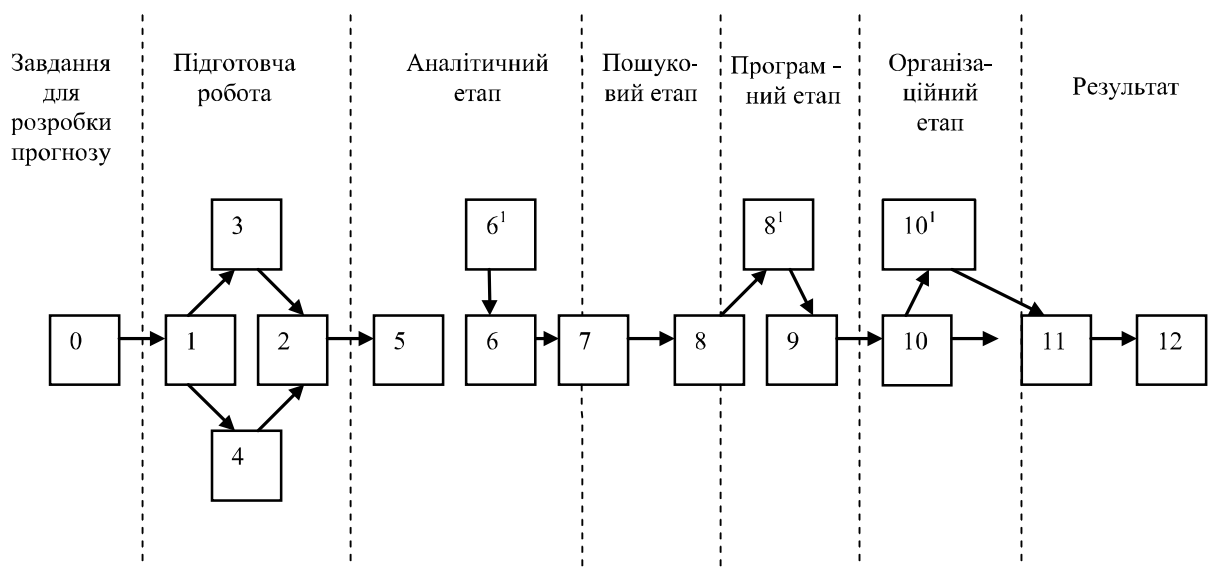 Завдання
для
розробки
прогнозу
Підготовча
робота
Аналітичний
етап
Пошуко-
вий етап
Програм -
ний етап
Організа-
ційний
етап
Результат
3
6¹
8¹
10¹
0
1
2
5
6
7
8
9
10
11
12
4